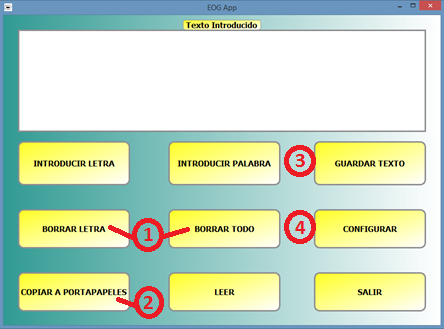 EOG App
Texto Introducido
INTRODUCIR LETRA
INTRODUCIR PALABRA
3
GUARDAR TEXTO
BORRAR LETRA
1
BORRAR TODO
4
CONFIGURAR
COPIAR A PORTAPAPELES
2
LEER
SALIR